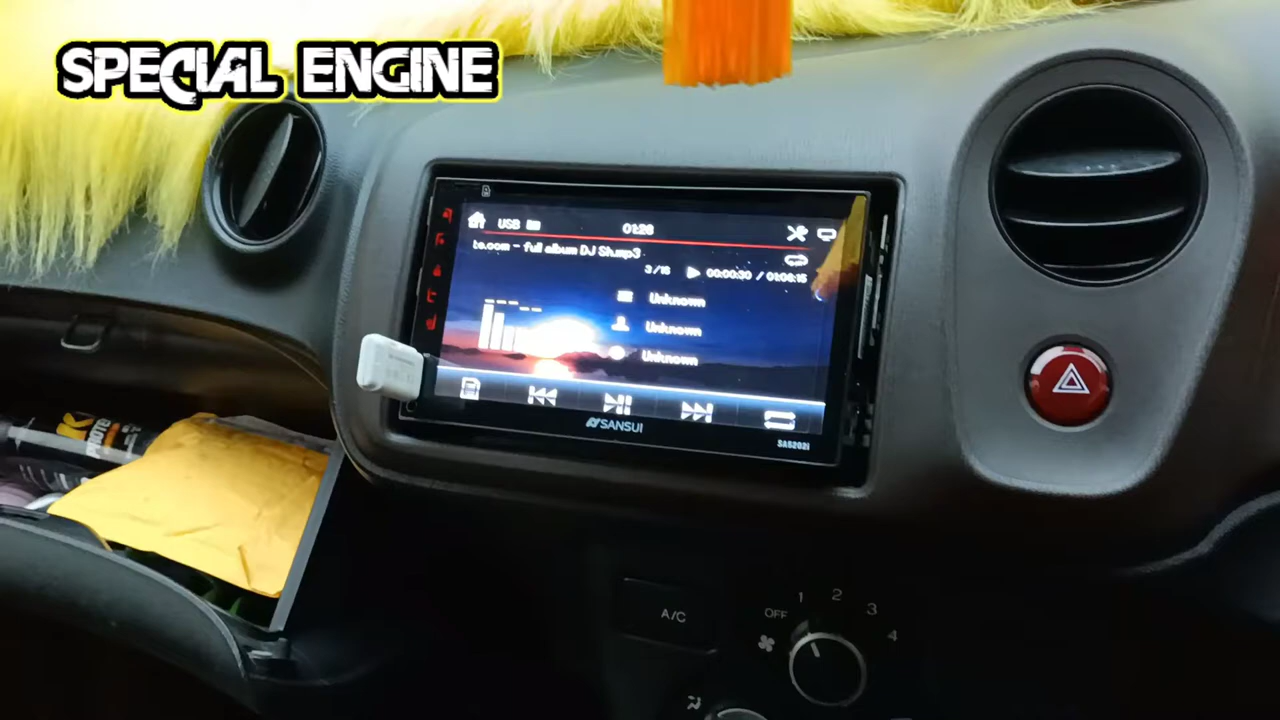 SPECIAL ENGINE
USB
01:26
to.com - full album DJ Sh.mp3
3/16
00:00:30 / 01:06:15
Unknown
Unknown
Unknown
SANSUI
SA5202i
K
A/C
OFF 1 2 3 4